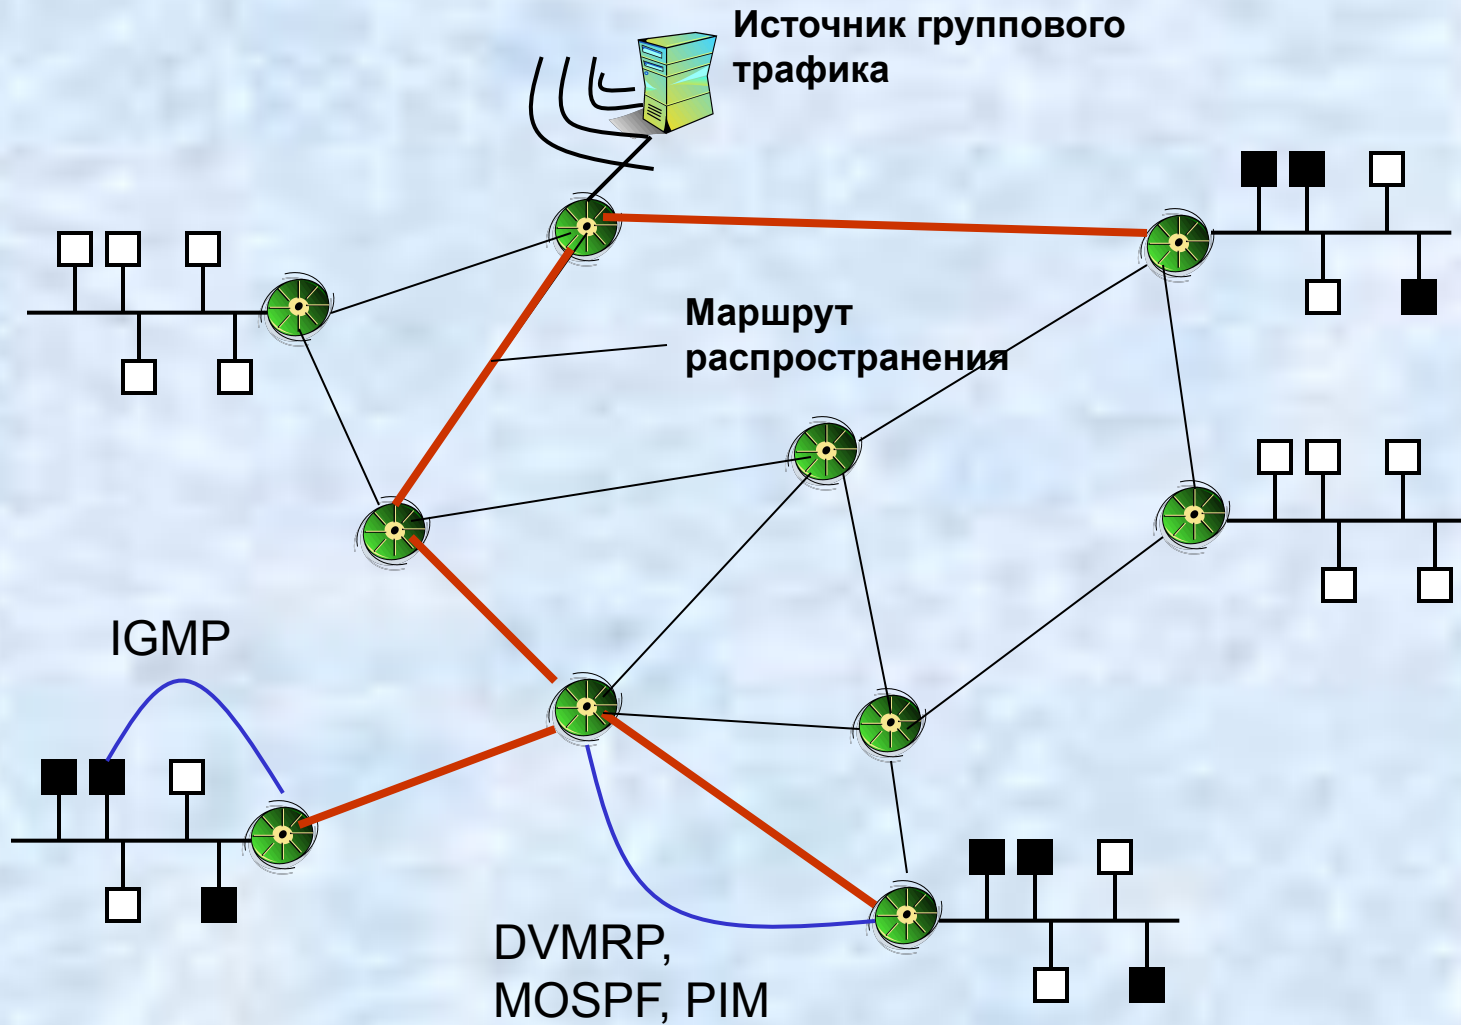 Источник группового
трафика
Маршрут
распространения
IGMP
DVMRP,
MOSPF, PIM